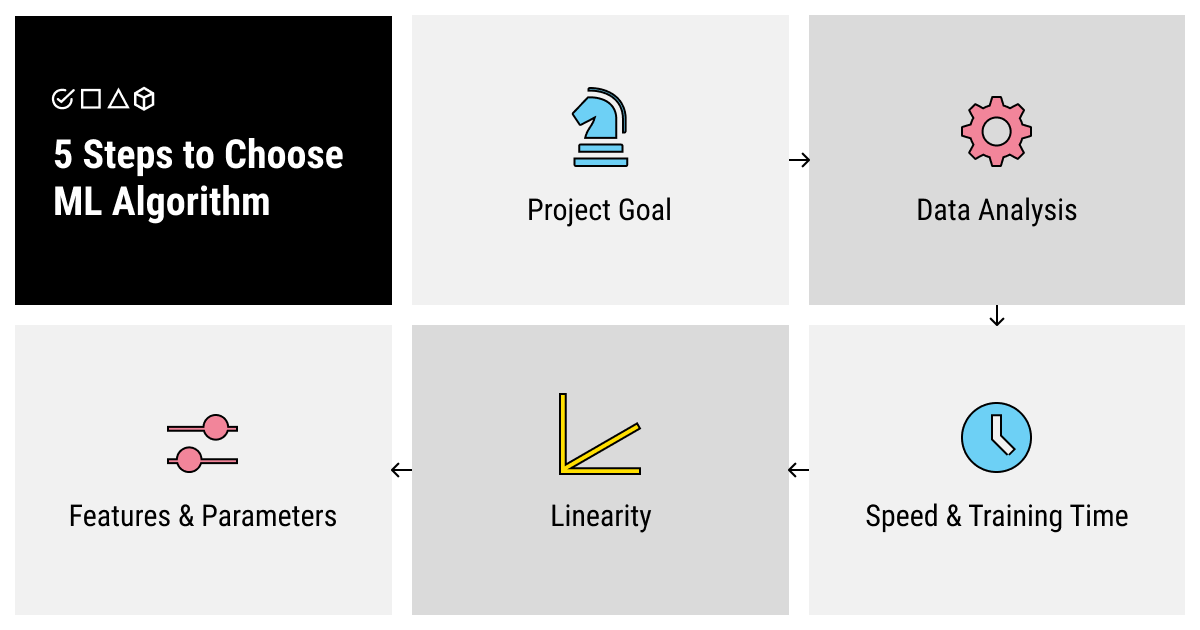 5 Steps to Choose
ML Algorithm
Project Goal
Data Analysis
Speed & Training Time
Linearity
Features & Parameters